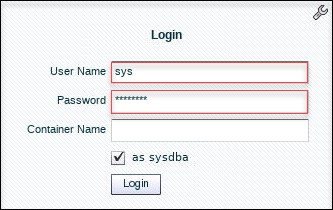 Login
User Name sys
Password ********
Container Name
as sysdba
Login